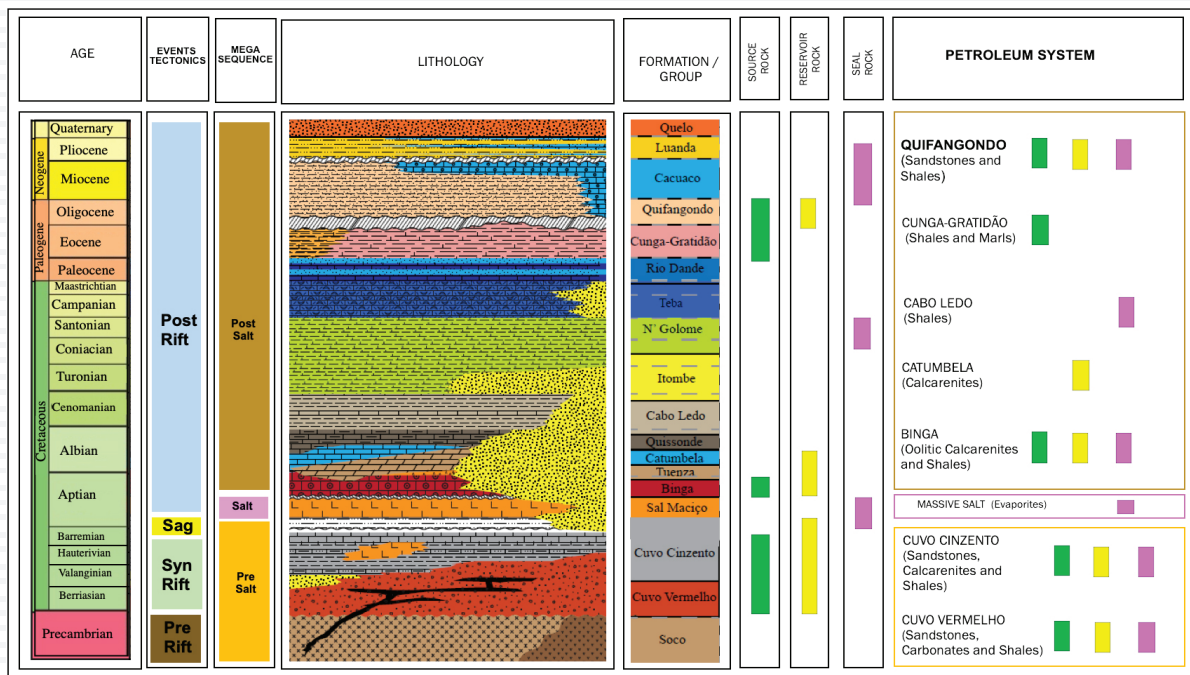 AGE
EVENTS
TECTONICS
MEGA
SEQUENCE
LITHOLOGY
FORMATION /
GROUP
SOURCE
ROCK
RESERVOIR
ROCK
SEAL
ROCK
PETROLEUM SYSTEM
Neogene
Paleogene
Cretaceous
Quaternary
Pliocene
Miocene
Oligocene
Eocene
Paleocene
Maastrichtian
Campanian
Santonian
Coniacian
Turonian
Cenomanian
Albian
Aptian
Barremian
Hauterivian
Valanginian
Berriasian
Precambrian
Post
Rift
Sag
Syn
Rift
Pre
Rift
Post
Salt
Salt
Pre
Salt
Quelo
Luanda
Cacuaco
Quifangondo
Cunga-Gratidão
Rio Dande
Teba
N' Golome
Itombe
Cabo Ledo
Quissonde
Catumbela
Tuenza
Binga
Sal Maciço
Cuvo Cinzento
Cuvo Vermelho
Soco
QUIFANGONDO
(Sandstones and
Shales)
CUNGA-GRATIDÃO
(Shales and Marls)
CABO LEDO
(Shales)
CATUMBELA
(Calcarenites)
BINGA
(Oolitic Calcarenites
and Shales)
MASSIVE SALT (Evaporites)
CUVO CINZENTO
(Sandstones,
Calcarenites and
Shales)
CUVO VERMELHO
(Sandstones,
Carbonates and Shales)